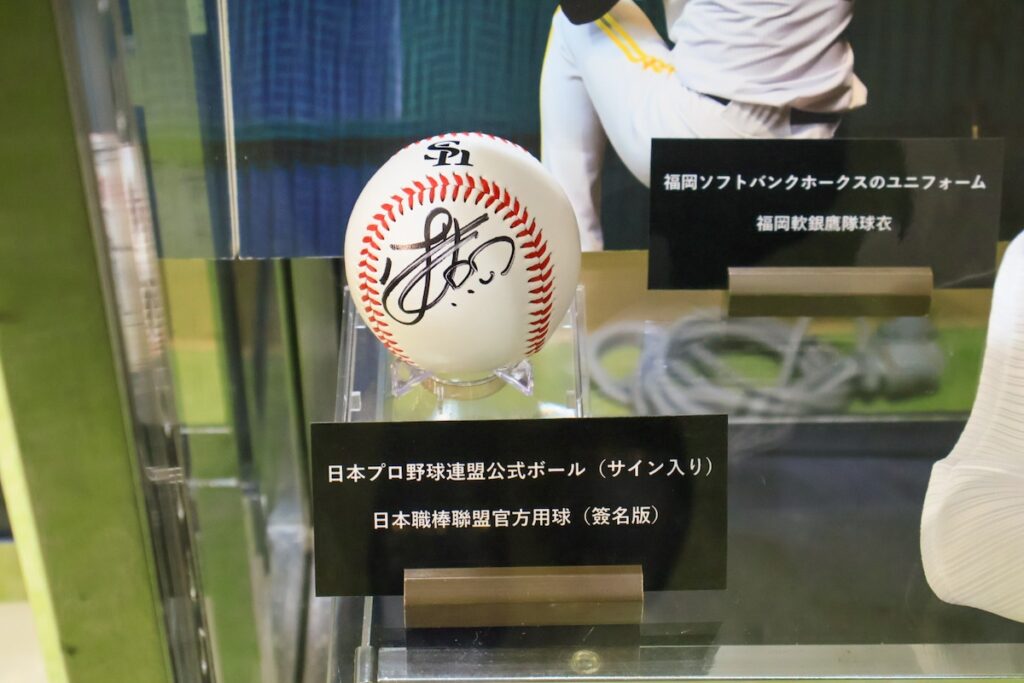 SH
福岡ソフトバンクホークスのユニフォーム
福岡軟銀鷹隊球衣
日本プロ野球連盟公式ボール（サイン入り）
日本職棒聯盟官方用球（簽名版）